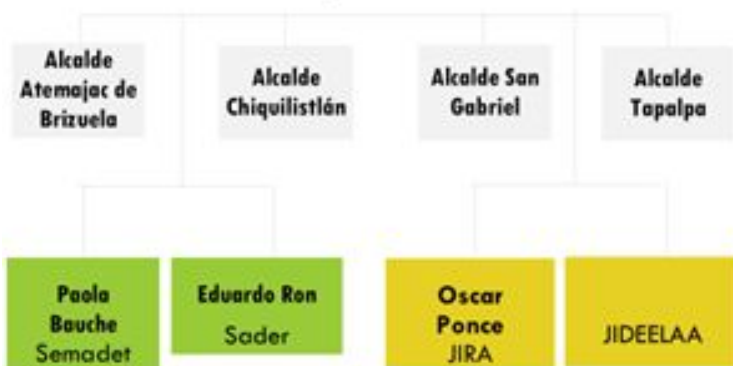 Alcalde
Atemajac de
Brizuela
Alcalde
Chiquilistlán
Alcalde San
Gabriel
Alcalde
Tapalpa
Paola
Bauche
Semadet
Eduardo Ron
Sader
Oscar
Ponce
JIRA
JIDEELAA